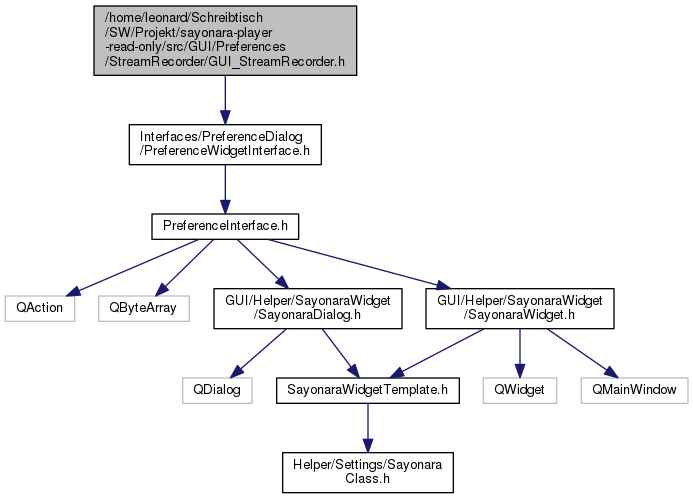 /home/leonard/Schreibtisch
/SW/Projekt/sayonara-player
-read-only/src/GUI/Preferences
/StreamRecorder/GUI_StreamRecorder.h
Interfaces/PreferenceDialog
/PreferenceWidgetInterface.h
PreferenceInterface.h
QAction
QByteArray
GUI/Helper/SayonaraWidget
/SayonaraDialog.h
GUI/Helper/SayonaraWidget
/SayonaraWidget.h
QDialog
SayonaraWidgetTemplate.h
QWidget
QMainWindow
Helper/Settings/Sayonara
Class.h